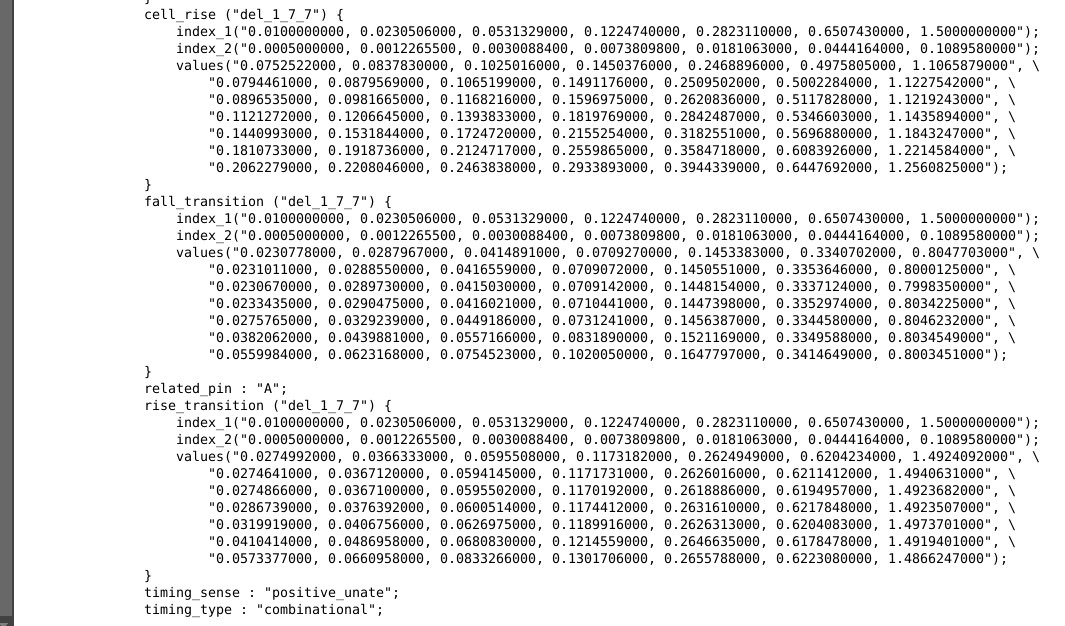 cell_rise ("del_1_7_7") {
index_1("0.0100000000, 0.0230506000, 0.0531329000, 0.1224740000, 0.2823110000, 0.6507430000, 1.5000000000");
index_2("0.0005000000, 0.0012265500, 0.0030088400, 0.0073809800, 0.0181063000, 0.0444164000, 0.1089580000");
values("0.0752522000, 0.0837830000, 0.1025016000, 0.1450376000, 0.2468896000, 0.4975805000, 1.1065879000", \
"0.0794461000, 0.0879569000, 0.1065199000, 0.1491176000, 0.2509502000, 0.5002284000, 1.1227542000", \
"0.0896535000, 0.0981665000, 0.1168216000, 0.1596975000, 0.2620836000, 0.5117828000, 1.1219243000", \
"0.1121272000, 0.1206645000, 0.1393833000, 0.1819769000, 0.2842487000, 0.5346603000, 1.1435894000", \
"0.1440993000, 0.1531844000, 0.1724720000, 0.2155254000, 0.3182551000, 0.5696880000, 1.1843247000", \
"0.1810733000, 0.1918736000, 0.2124717000, 0.2559865000, 0.3584718000, 0.6083926000, 1.2214584000", \
"0.2062279000, 0.2208046000, 0.2463838000, 0.2933893000, 0.3944339000, 0.6447692000, 1.2560825000");
}
fall_transition ("del_1_7_7") {
index_1("0.0100000000, 0.0230506000, 0.0531329000, 0.1224740000, 0.2823110000, 0.6507430000, 1.5000000000");
index_2("0.0005000000, 0.0012265500, 0.0030088400, 0.0073809800, 0.0181063000, 0.0444164000, 0.1089580000");
values("0.0230778000, 0.0287967000, 0.0414891000, 0.0709270000, 0.1453383000, 0.3340702000, 0.8047703000", \
"0.0231011000, 0.0288550000, 0.0416559000, 0.0709072000, 0.1450551000, 0.3353646000, 0.8000125000", \
"0.0230670000, 0.0289730000, 0.0415030000, 0.0709142000, 0.1448154000, 0.3337124000, 0.7998350000", \
"0.0233435000, 0.0290475000, 0.0416021000, 0.0710441000, 0.1447398000, 0.3352974000, 0.8034225000", \
"0.0275765000, 0.0329239000, 0.0449186000, 0.0731241000, 0.1456387000, 0.3344580000, 0.8046232000", \
"0.0382062000, 0.0439881000, 0.0557166000, 0.0831890000, 0.1521169000, 0.3349588000, 0.8034549000", \
"0.0559984000, 0.0623168000, 0.0754523000, 0.1020050000, 0.1647797000, 0.3414649000, 0.8003451000");
}
related_pin : "A";
rise_transition ("del_1_7_7") {
index_1("0.0100000000, 0.0230506000, 0.0531329000, 0.1224740000, 0.2823110000, 0.6507430000, 1.5000000000");
index_2("0.0005000000, 0.0012265500, 0.0030088400, 0.0073809800, 0.0181063000, 0.0444164000, 0.1089580000");
values("0.0274992000, 0.0366333000, 0.0595508000, 0.1173182000, 0.2624949000, 0.6204234000, 1.4924092000", \
"0.0274641000, 0.0367120000, 0.0594145000, 0.1171731000, 0.2626016000, 0.6211412000, 1.4940631000", \
"0.0274866000, 0.0367100000, 0.0595502000, 0.1170192000, 0.2618886000, 0.6194957000, 1.4923682000", \
"0.0286739000, 0.0376392000, 0.0600514000, 0.1174412000, 0.2631610000, 0.6217848000, 1.4923507000", \
"0.0319919000, 0.0406756000, 0.0626975000, 0.1189916000, 0.2626313000, 0.6204083000, 1.4973701000", \
"0.0410414000, 0.0486958000, 0.0680830000, 0.1214559000, 0.2646635000, 0.6178478000, 1.4919401000", \
"0.0573377000, 0.0660958000, 0.0833266000, 0.1301706000, 0.2655788000, 0.6223080000, 1.4866247000");
}
timing_sense : "positive_unate";
timing_type : "combinational";